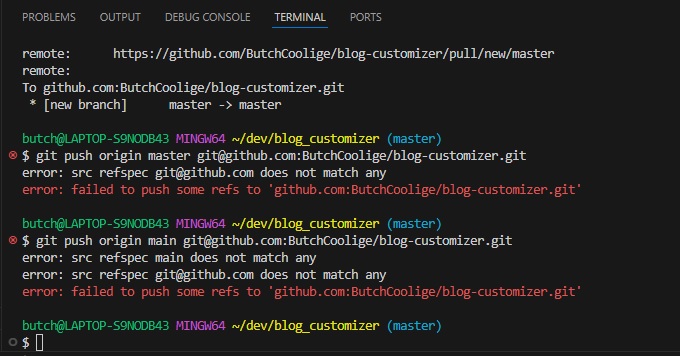 PROBLEMS OUTPUT DEBUG CONSOLE TERMINAL PORTS
remote: https://github.com/ButchCoolige/blog-customizer/pull/new/master
remote:
To github.com:ButchCoolige/blog-customizer.git
* [new branch] master -> master
butch@LAPTOP-S9NODB43 MINGW64 ~/dev/blog_customizer (master)
$ git push origin master git@github.com:ButchCoolige/blog-customizer.git
error: src refspec git@github.com does not match any
error: failed to push some refs to 'github.com:ButchCoolige/blog-customizer.git'
butch@LAPTOP-S9NODB43 MINGW64 ~/dev/blog_customizer (master)
$ git push origin main git@github.com:ButchCoolige/blog-customizer.git
error: src refspec main does not match any
error: src refspec git@github.com does not match any
error: failed to push some refs to 'github.com:ButchCoolige/blog-customizer.git'
butch@LAPTOP-S9NODB43 MINGW64 ~/dev/blog_customizer (master)
$